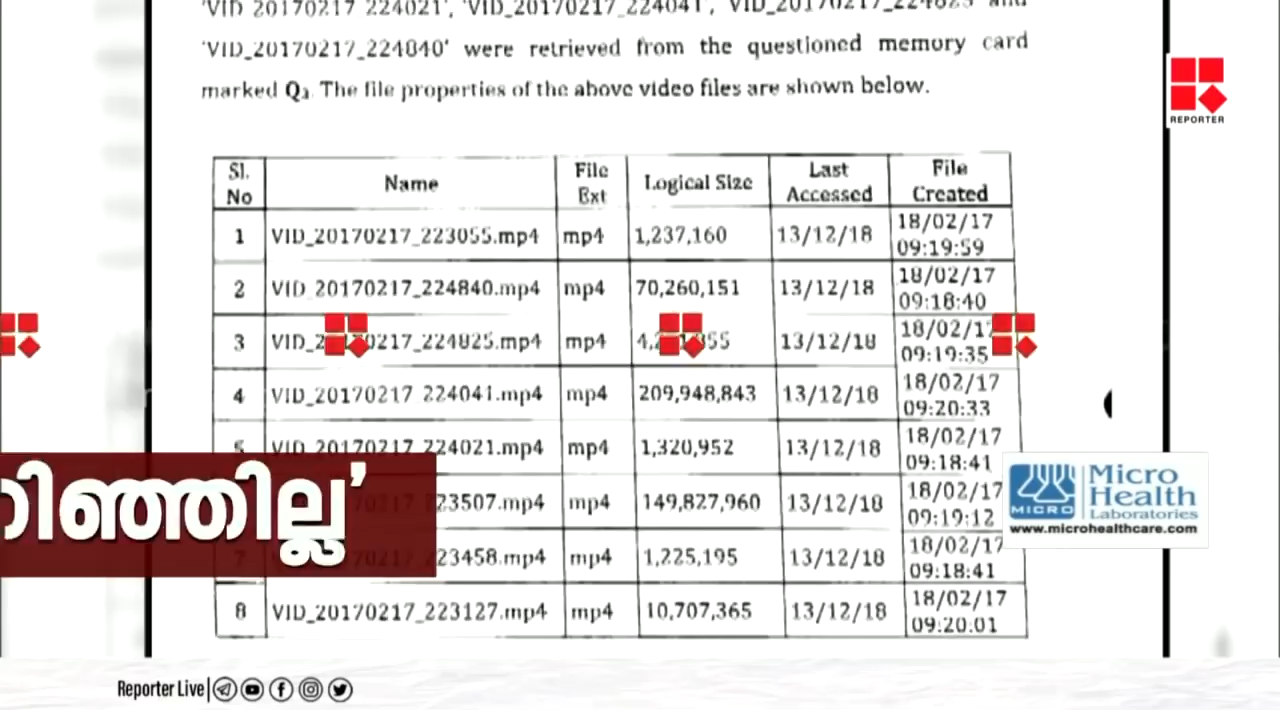 'VID_20170217_224021', 'VID_20170217_224041', 'VID_20170217_224825' and
'VID_20170217_224840' were retrieved from the questioned memory card
marked Q3. The file properties of the above video files are shown below.
REPORTER
Sl. No Name File Ext Logical Size Last Accessed File Created
1 VID_20170217_223055.mp4 mp4 1,237,160 13/12/18 18/02/17 09:19:59
2 VID_20170217_224840.mp4 mp4 70,260,151 13/12/18 18/02/17 09:18:40
3 mp4 13/12/18 18/02/17 09:19:35
4 VID_20170217_224041.mp4 mp4 209,948,843 13/12/18 18/02/17 09:20:33
5 VID_20170217_224021.mp4 mp4 1,320,952 13/12/18 18/02/17 09:18:41
223507.mp4 mp4 149,827,960 13/12/18 18/02/17 09:19:12
7 223458.mp4 mp4 1,225,195 13/12/18 18/02/17 09:18:41
8 VID_20170217_223127.mp4 mp4 10,707,365 13/12/18 18/02/17 09:20:01
റിഞ്ഞില്ല'
MICRO
Micro
Health
Laboratories
www.microhealthcare.com
Reporter Live